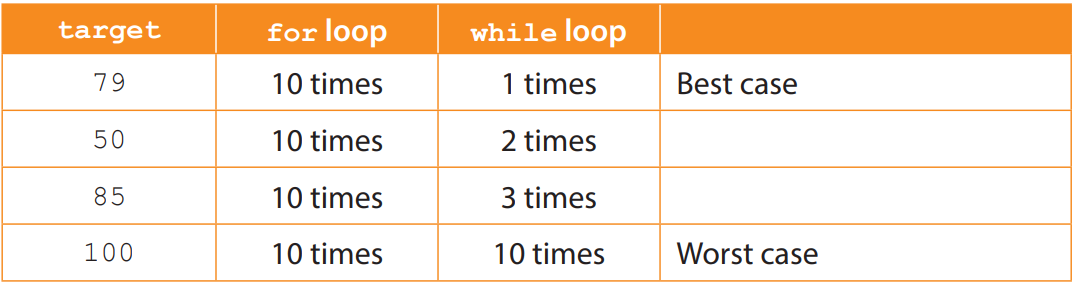 target for loop while loop
79 10 times 1 times Best case
50 10 times 2 times
85 10 times 3 times
100 10 times 10 times Worst case